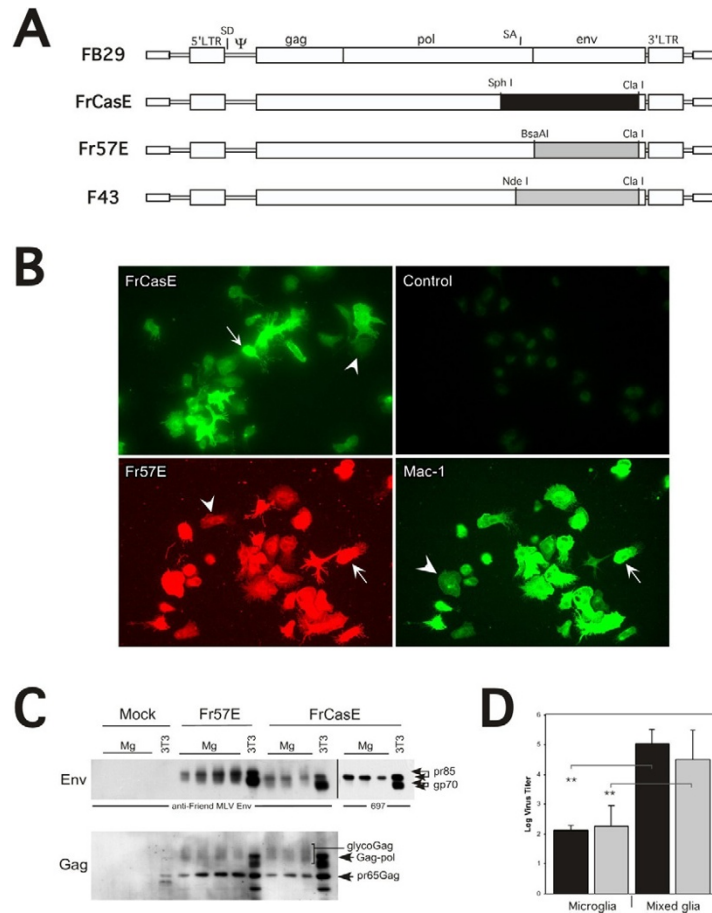 A
5'LTR SD Ψ gag pol SA env 3'LTR
FB29
Sph I Cla I
FrCasE
BsaAI Cla I
Fr57E
Nde I Cla I
F43
B
FrCasE Control
Fr57E Mac-1
C
Mock Fr57E FrCasE
Mg 3T3 Mg 3T3 Mg 3T3 Mg 3T3
Env
pr85
gp70
anti-Friend MLV Env 697
Gag
glycoGag
Gag-pol
pr65Gag
D
Log Virus Titer
6
5
4
3
2
1
0
** **
Microglia Mixed glia